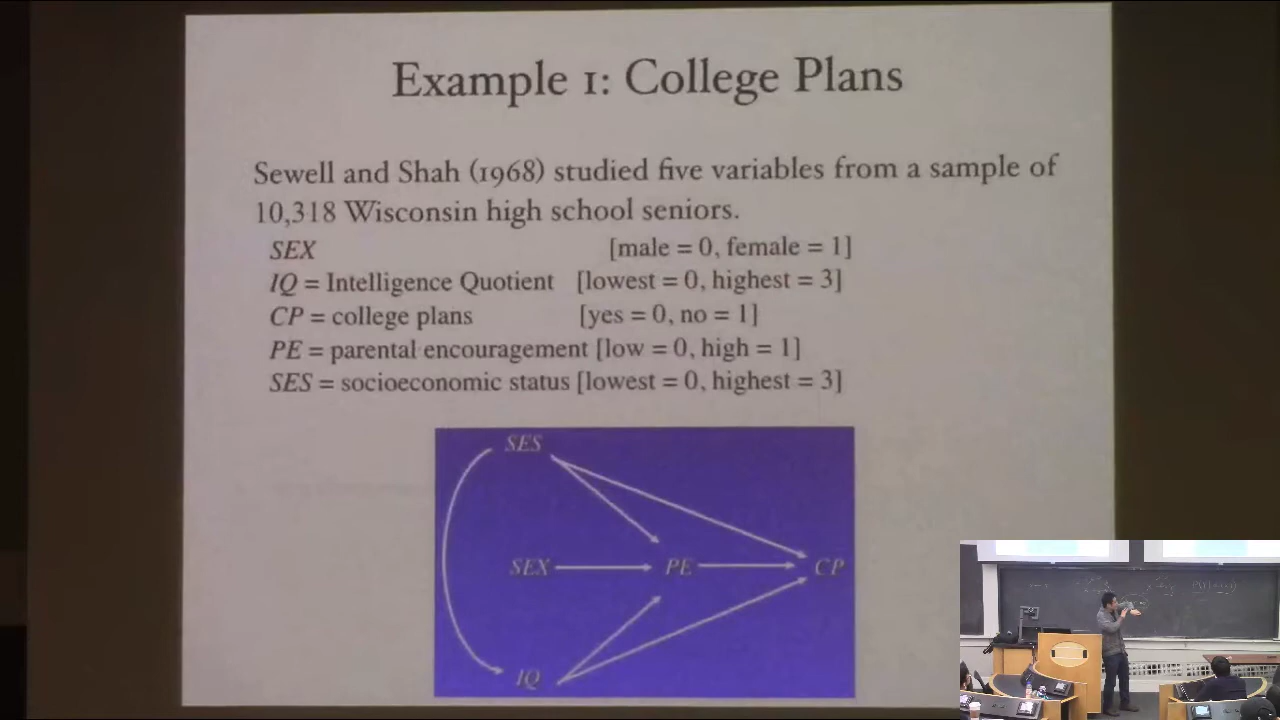 Example 1: College Plans
Sewell and Shah (1968) studied five variables from a sample of
10,318 Wisconsin high school seniors.
SEX [male = 0, female = 1]
IQ = Intelligence Quotient [lowest = 0, highest = 3]
CP = college plans [yes = 0, no = 1]
PE = parental encouragement [low = 0, high = 1]
SES = socioeconomic status [lowest = 0, highest = 3]
SES
SEX PE CP
IQ